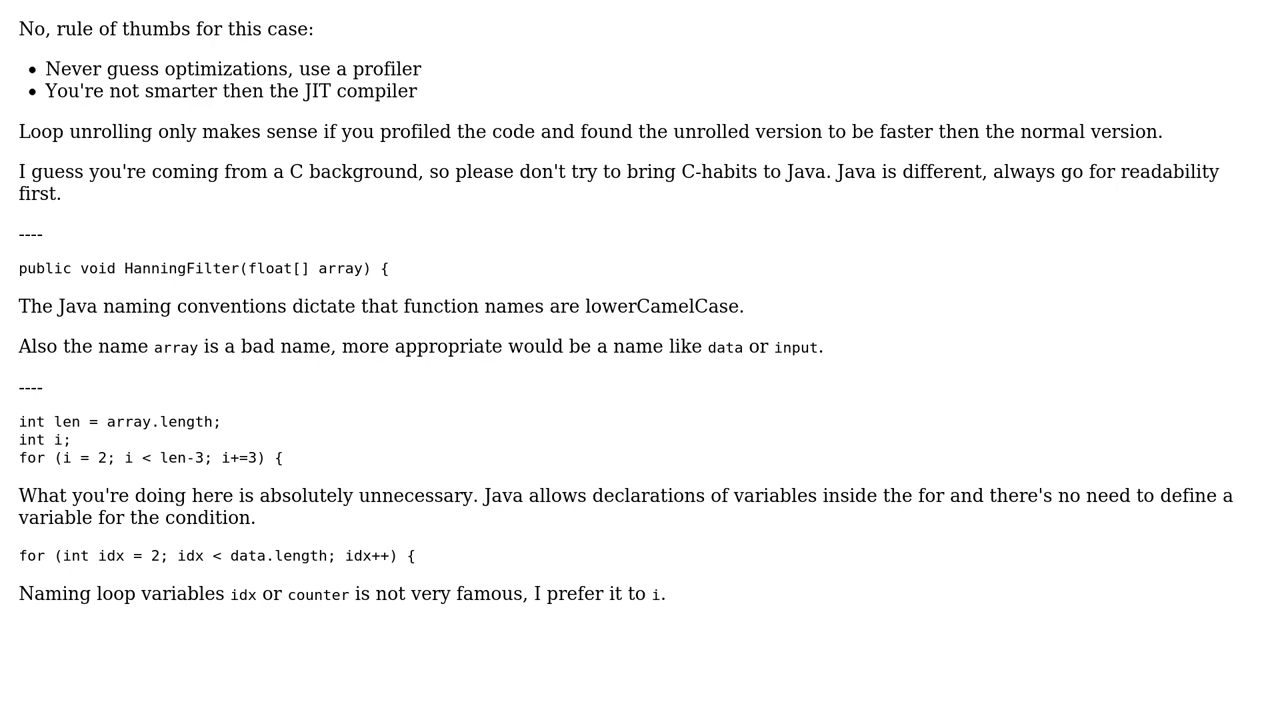 No, rule of thumbs for this case:
• Never guess optimizations, use a profiler
• You're not smarter then the JIT compiler
Loop unrolling only makes sense if you profiled the code and found the unrolled version to be faster then the normal version.
I guess you're coming from a C background, so please don't try to bring C-habits to Java. Java is different, always go for readability
first.
----
public void HanningFilter(float[] array) {
The Java naming conventions dictate that function names are lowerCamelCase.
Also the name array is a bad name, more appropriate would be a name like data or input.
----
int len = array.length;
int i;
for (i = 2; i < len-3; i+=3) {
What you're doing here is absolutely unnecessary. Java allows declarations of variables inside the for and there's no need to define a
variable for the condition.
for (int idx = 2; idx < data.length; idx++) {
Naming loop variables idx or counter is not very famous, I prefer it to i.